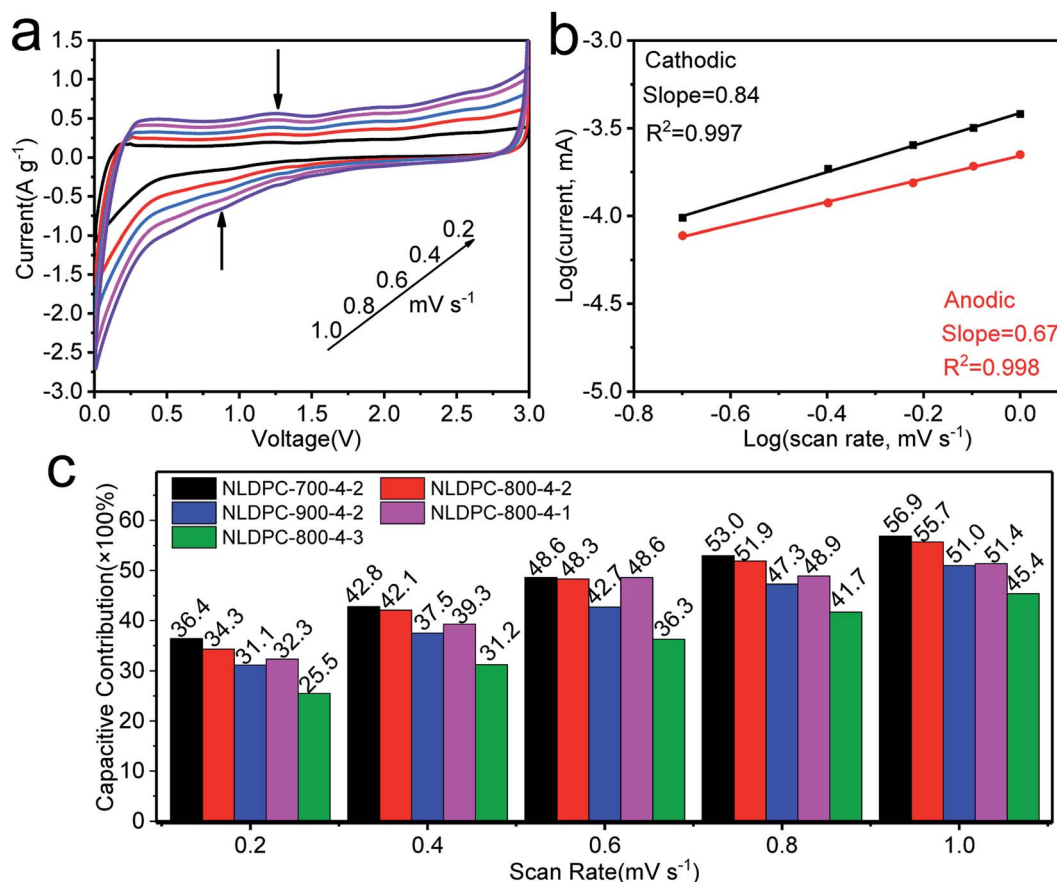 a
1.5
1.0
0.5
0.0
-0.5
-1.0
-1.5
-2.0
-2.5
-3.0
Current(A g⁻¹)
0.2
0.4
0.6
0.8
1.0
mV s⁻¹
0.0 0.5 1.0 1.5 2.0 2.5 3.0
Voltage(V)
b
-3.0
-3.5
-4.0
-4.5
-5.0
Log(current, mA)
Cathodic
Slope=0.84
R²=0.997
Anodic
Slope=0.67
R²=0.998
-0.8 -0.6 -0.4 -0.2 0.0
Log(scan rate, mV s⁻¹)
c
NLDPC-700-4-2 NLDPC-800-4-2
NLDPC-900-4-2 NLDPC-800-4-1
NLDPC-800-4-3
60
50
40
30
20
10
0
Capacitive Contribution(×100%)
36.4 34.3 31.1 32.3 25.5
42.8 42.1 37.5 39.3 31.2
48.6 48.3 42.7 48.6 36.3
53.0 51.9 47.3 48.9 41.7
56.9 55.7 51.0 51.4 45.4
0.2 0.4 0.6 0.8 1.0
Scan Rate(mV s⁻¹)